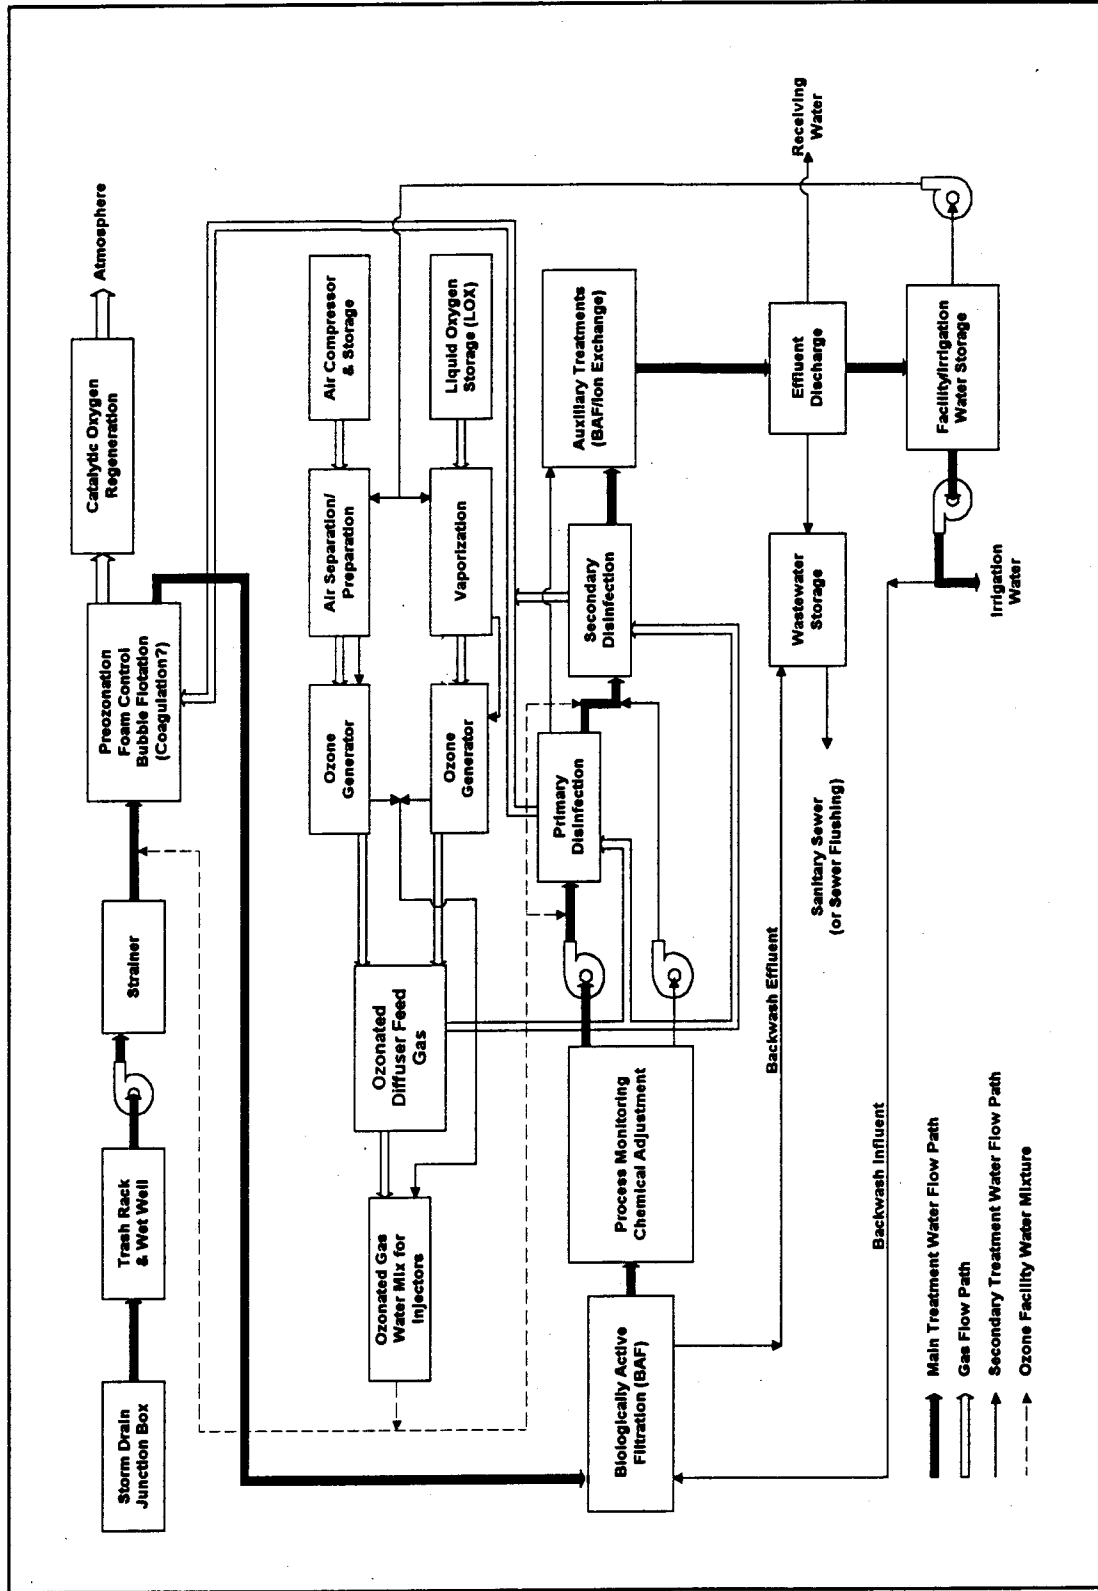 Storm Drain
Junction Box
Trash Rack
& Wet Well
Strainer
Preozonation
Foam Control
Bubble Flotation
(Coagulation?)
Catalytic Oxygen
Regeneration
Atmosphere
Ozonated Gas
Water Mix for
Injectors
Ozonated
Diffuser Feed
Gas
Ozone
Generator
Air Separation/
Preparation
Air Compressor
& Storage
Ozone
Generator
Vaporization
Liquid Oxygen
Storage (LOX)
Biologically Active
Filtration (BAF)
Process Monitoring
Chemical Adjustment
Primary
Disinfection
Secondary
Disinfection
Auxiliary Treatments
(BAF/Ion Exchange)
Backwash Effluent
Sanitary Sewer
(or Sewer Flushing)
Wastewater
Storage
Effluent
Discharge
Receiving
Water
Backwash Influent
Irrigation
Water
Facility/Irrigation
Water Storage
Main Treatment Water Flow Path
Gas Flow Path
Secondary Treatment Water Flow Path
Ozone Facility Water Mixture